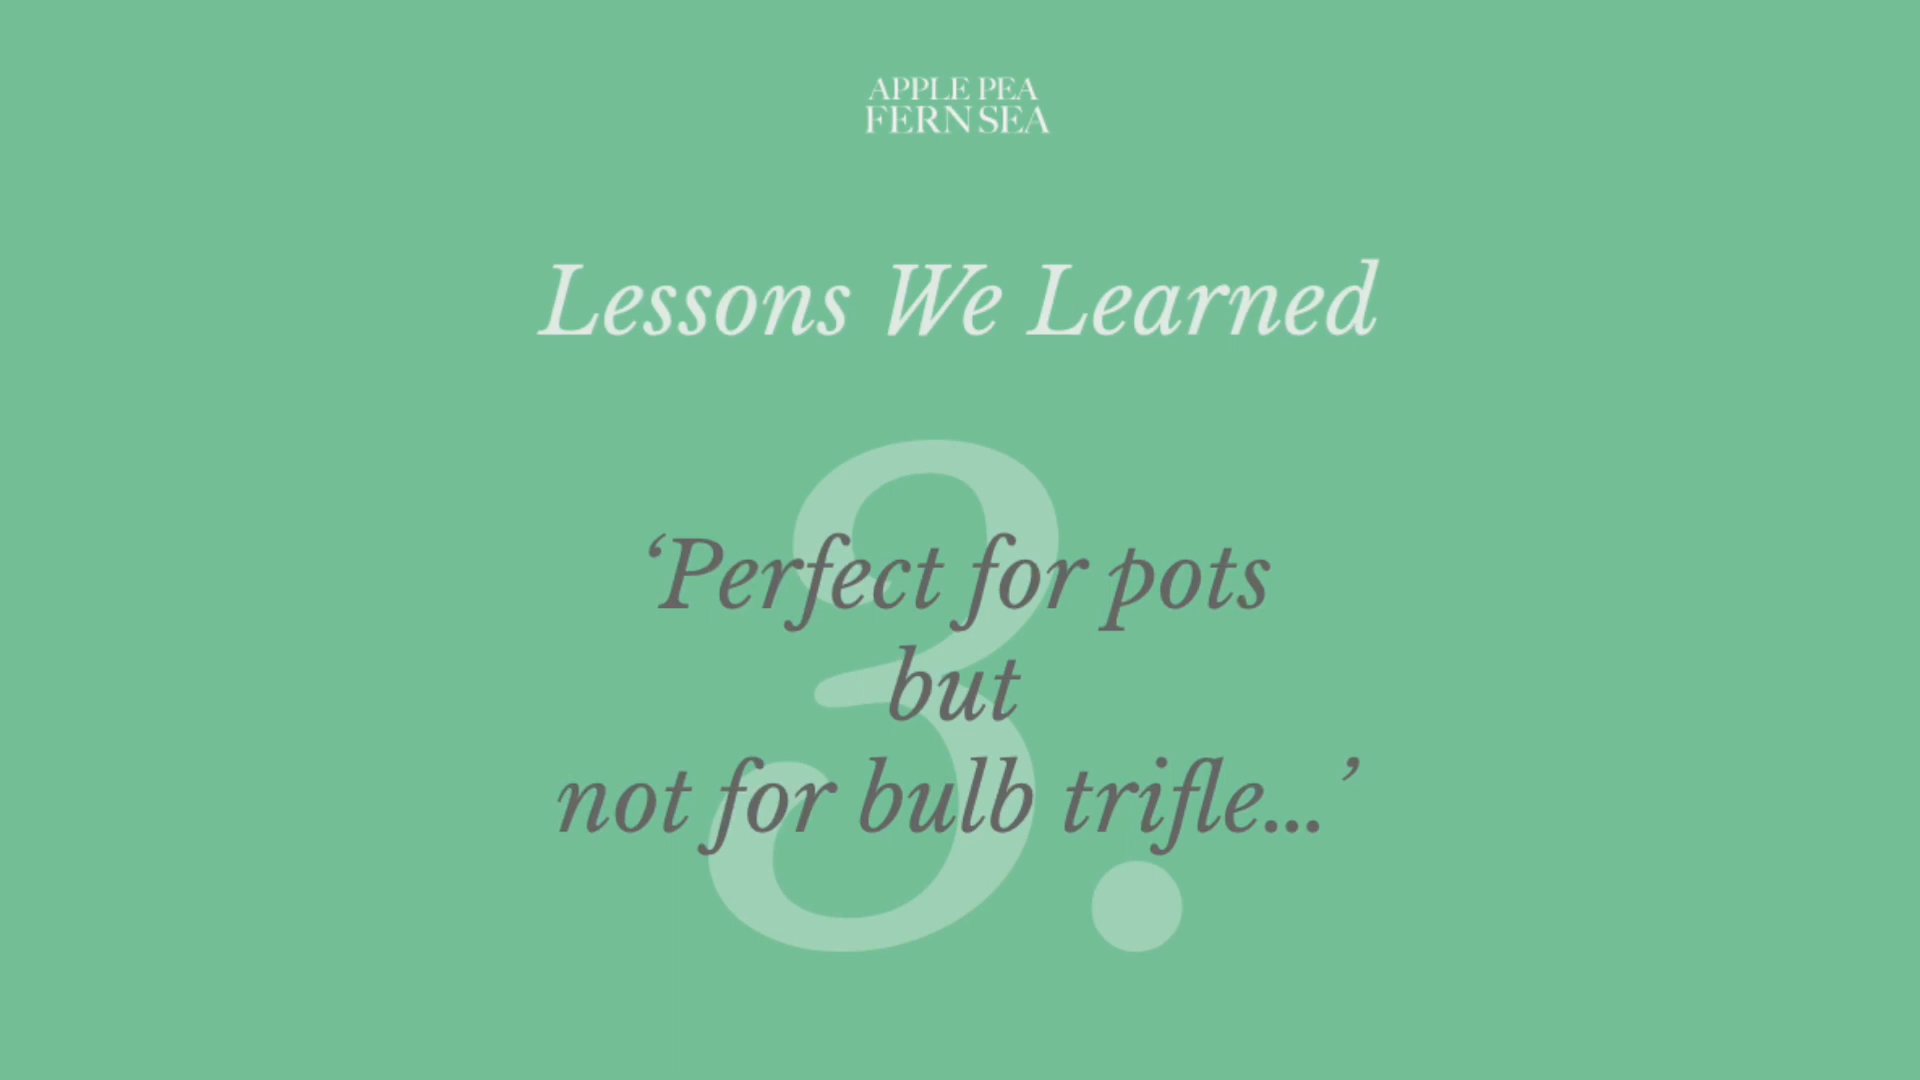 APPLE PEA
FERN SEA
Lessons We Learned
3.
‘Perfect for pots
but
not for bulb trifle...’